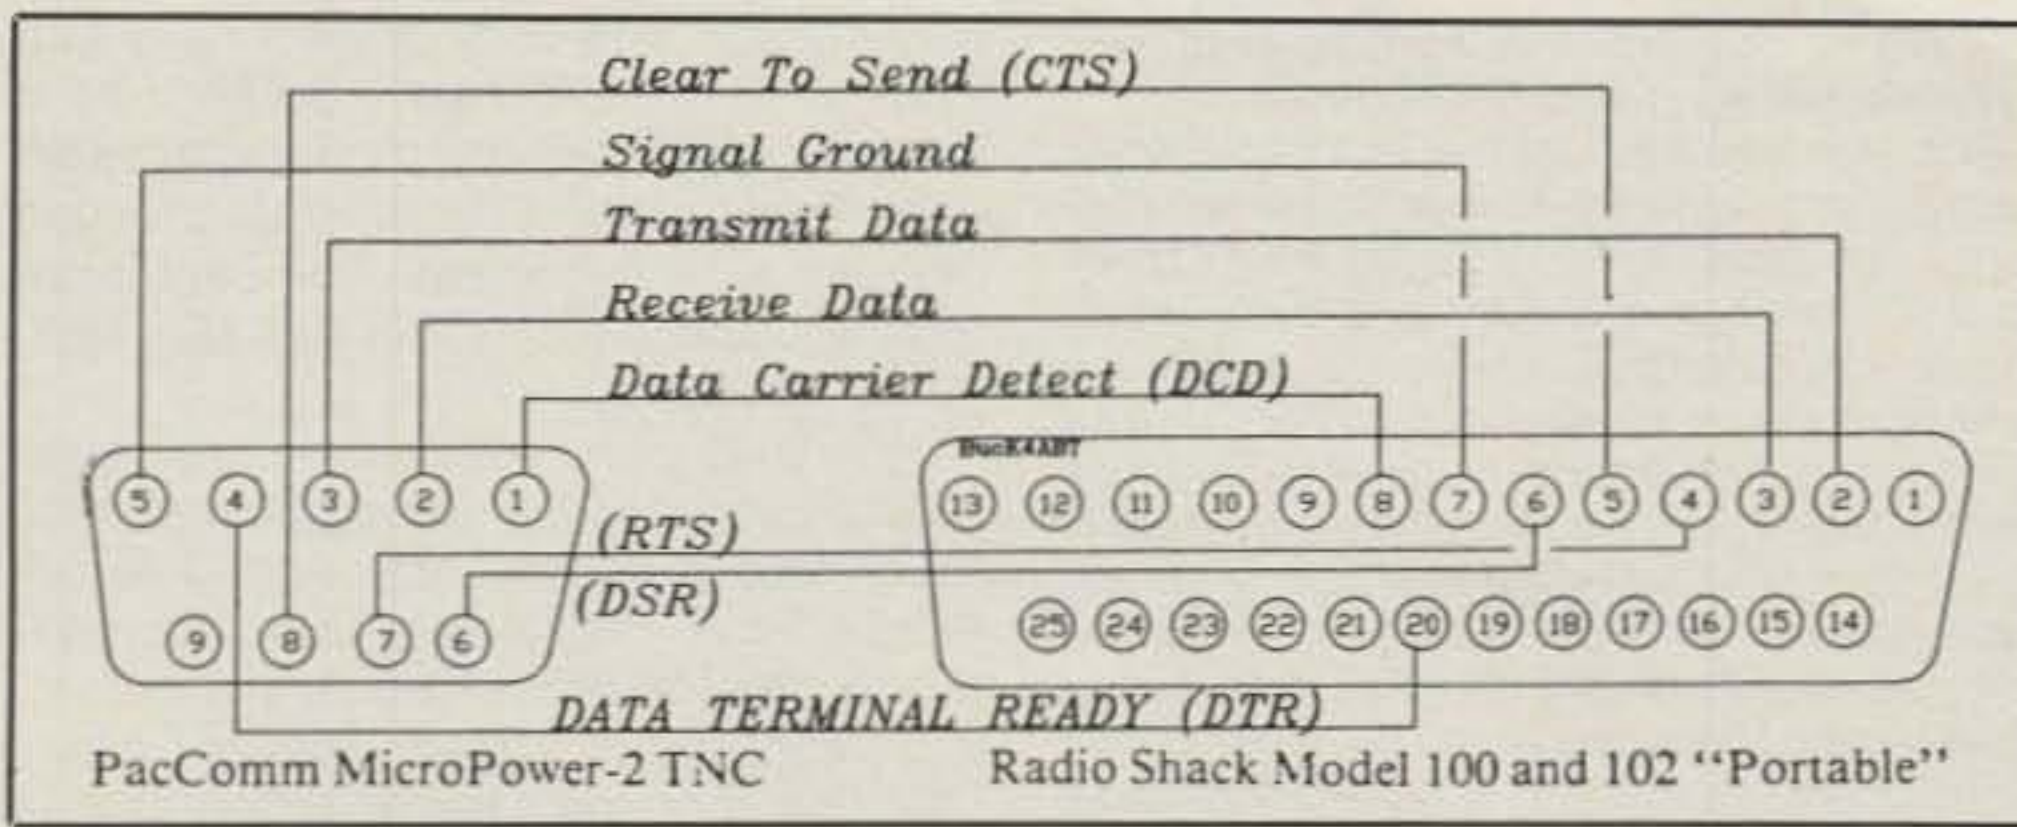 Clear To Send (CTS)
Signal Ground
Transmit Data
Receive Data
Data Carrier Detect (DCD)
BucK4ABT
5 4 3 2 1
13 12 11 10 9 8 7 6 5 4 3 2 1
(RTS)
(DSR)
9 8 7 6
25 24 23 22 21 20 19 18 17 16 15 14
DATA TERMINAL READY (DTR)
PacComm MicroPower-2 TNC
Radio Shack Model 100 and 102 “Portable”